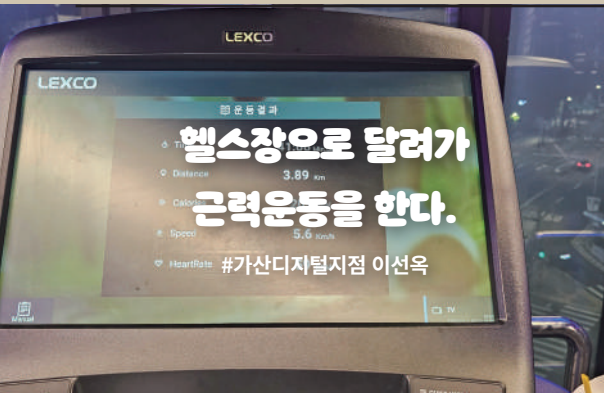 LEXCO
LEXCO
운동결과
헬스장으로 달려가
Distance 3.89 Km
Calories
근력운동을 한다.
Speed 5.6 Km/h
HeartRate #가산디지털지점 이선옥
Manual
TV